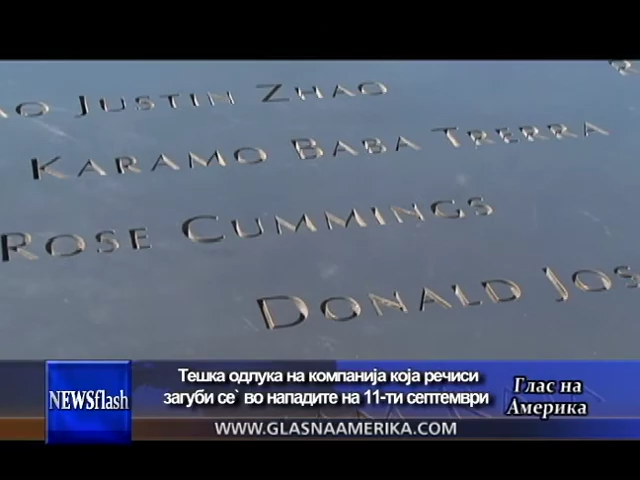 AO JUSTIN ZHAO
KARAMO BABA TRERRA
ROSE CUMMINGS
DONALD JOS
NEWSflash
Тешка одлука на компанија која речиси
загуби се` во нападите на 11-ти септември
Глас на
Америка
WWW.GLASNAAMERIKA.COM